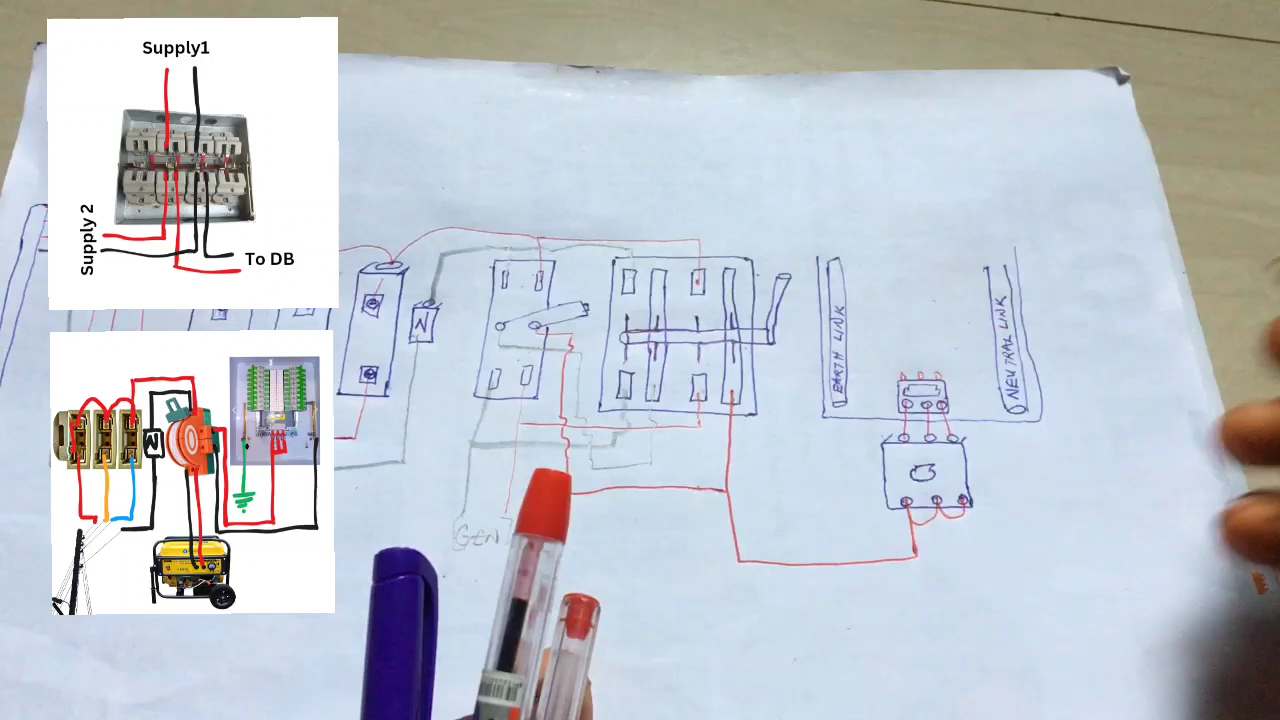 Supply1
Supply 2
To DB
N
N
GEN
EARTH LINK
NEUTRAL LINK